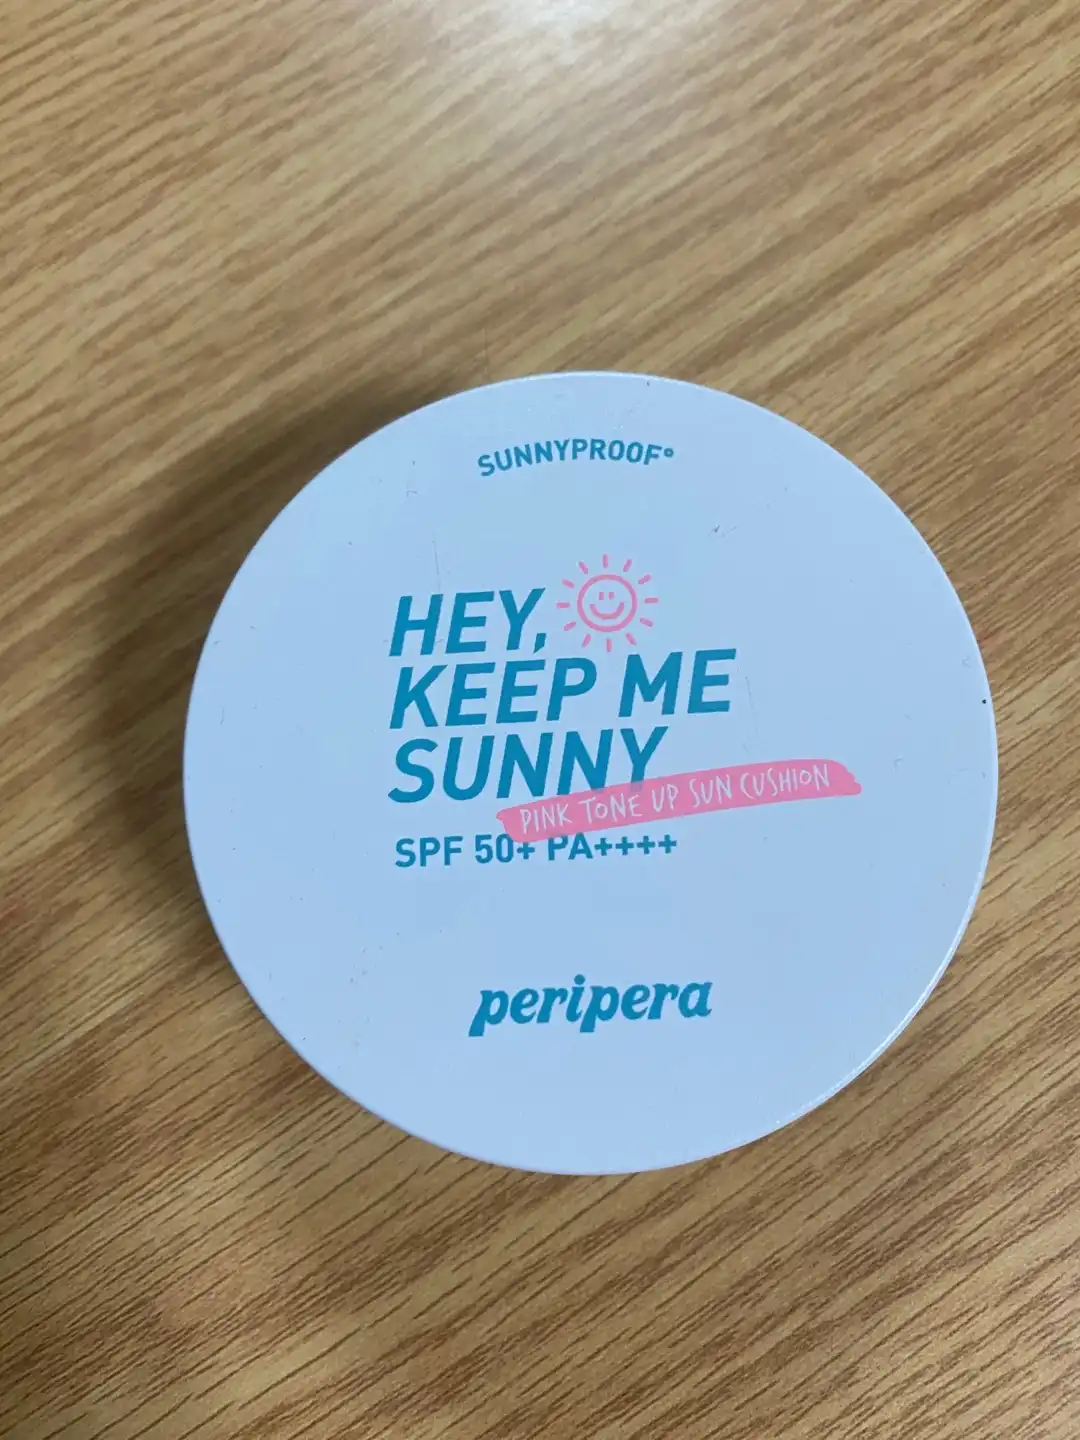 SUNNYPROOF°
HEY,
KEEP ME
SUNNY
PINK TONE UP SUN CUSHION
SPF 50+ PA++++
peripera